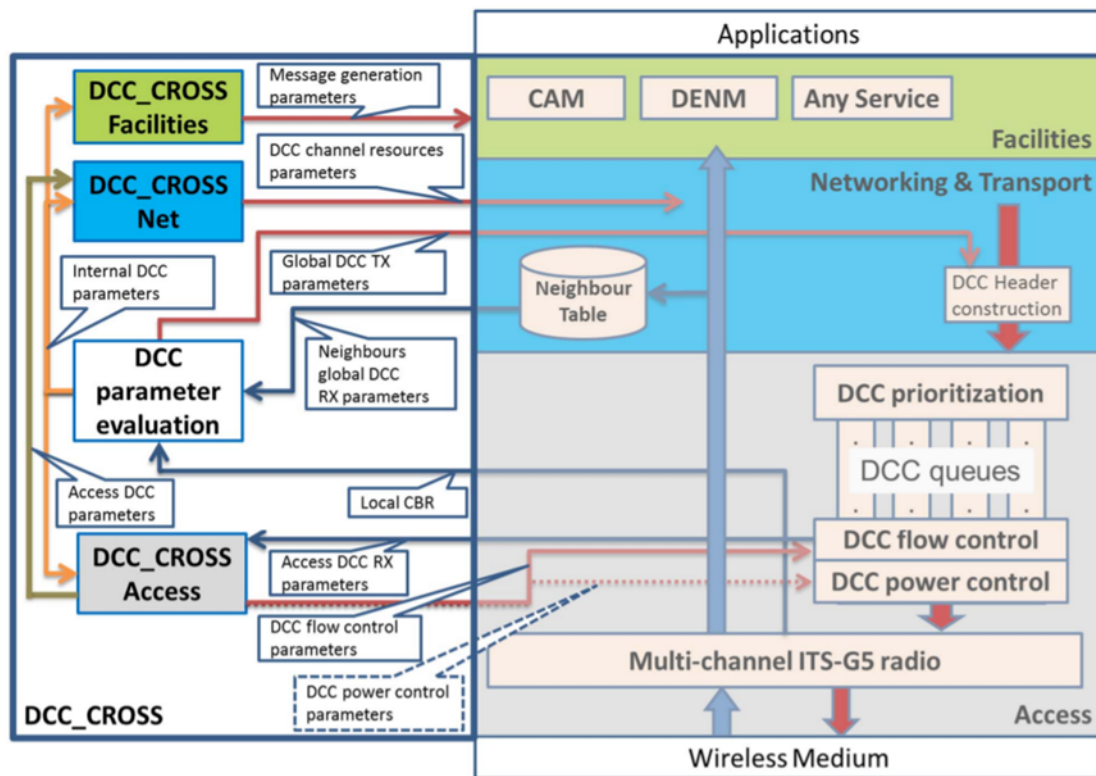 Applications
DCC_CROSS
Facilities
Message generation
parameters
CAM
DENM
Any Service
Facilities
DCC_CROSS
Net
DCC channel resources
parameters
Networking & Transport
Internal DCC
parameters
Global DCC TX
parameters
Neighbour
Table
DCC Header
construction
DCC
parameter
evaluation
Neighbours
global DCC
RX parameters
DCC prioritization
DCC queues
Access DCC
parameters
Local CBR
DCC_CROSS
Access
Access DCC RX
parameters
DCC flow control
DCC power control
DCC flow control
parameters
Multi-channel ITS-G5 radio
DCC power control
parameters
DCC_CROSS
Access
Wireless Medium